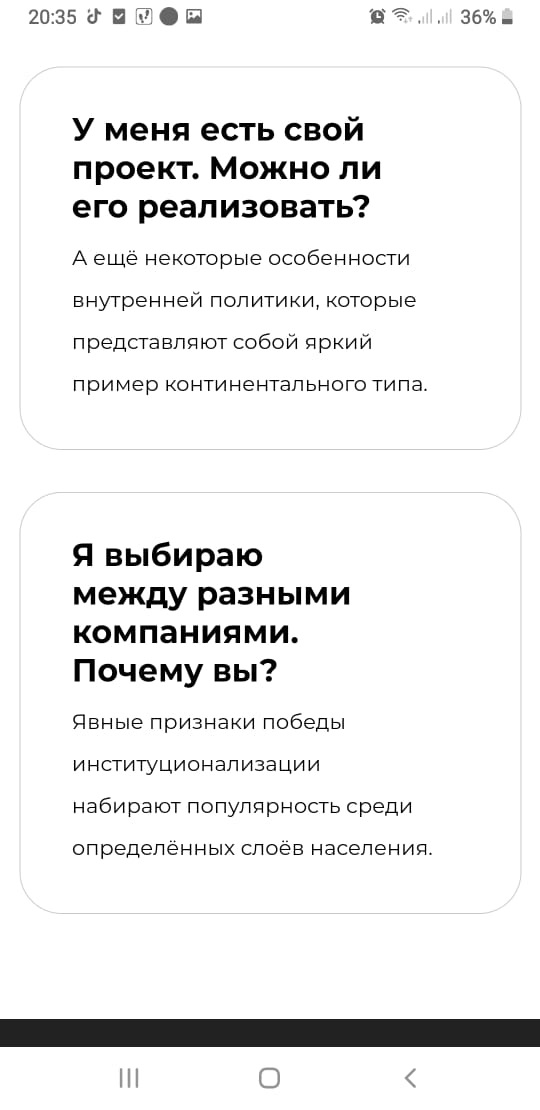 20:35
36%
У меня есть свой
проект. Можно ли
его реализовать?
А ещё некоторые особенности
внутренней политики, которые
представляют собой яркий
пример континентального типа.
Я выбираю
между разными
компаниями.
Почему вы?
Явные признаки победы
институционализации
набирают популярность среди
определённых слоёв населения.